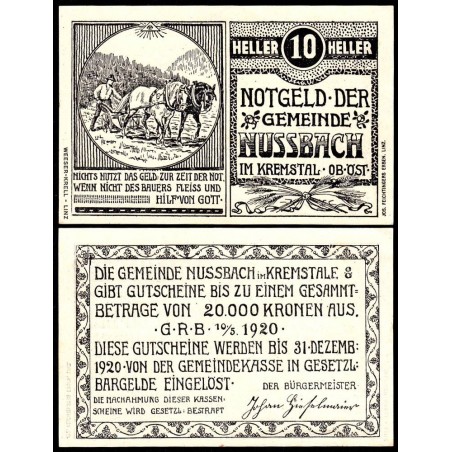 HELLER 10 HELLER
NOTGELD · DER
GEMEINDE
NUSSBACH
IM KREMSTAL · OB· ÖST·
NICHTS NUTZT DAS GELD ZUR ZEIT DER NOT,
WENN NICHT DES BAUERS FLEISS UND
HILF VON GOTT
WEESER-KRELL · LINZ
JOS. FEICHTINGERS ERBEN, LINZ.
DIE GEMEINDE NUSSBACH im KREMSTALE
GIBT GUTSCHEINE BIS ZU EINEM GESAMMT-
BETRAGE VON 20.000 KRONEN AUS,
· G · R · B · 19/5. 1920 ·
DIESE GUTSCHEINE WERDEN BIS 31 · DEZEMB:
1920 · VON DER GEMEINDEKASSE IN GESETZL:
BARGELDE EINGELÖST ·
DER BÜRGERMEISTER
DIE NACHAHMUNG DIESER KASSEN-
SCHEINE WIRD GESETZL: BESTRAFT
Johan